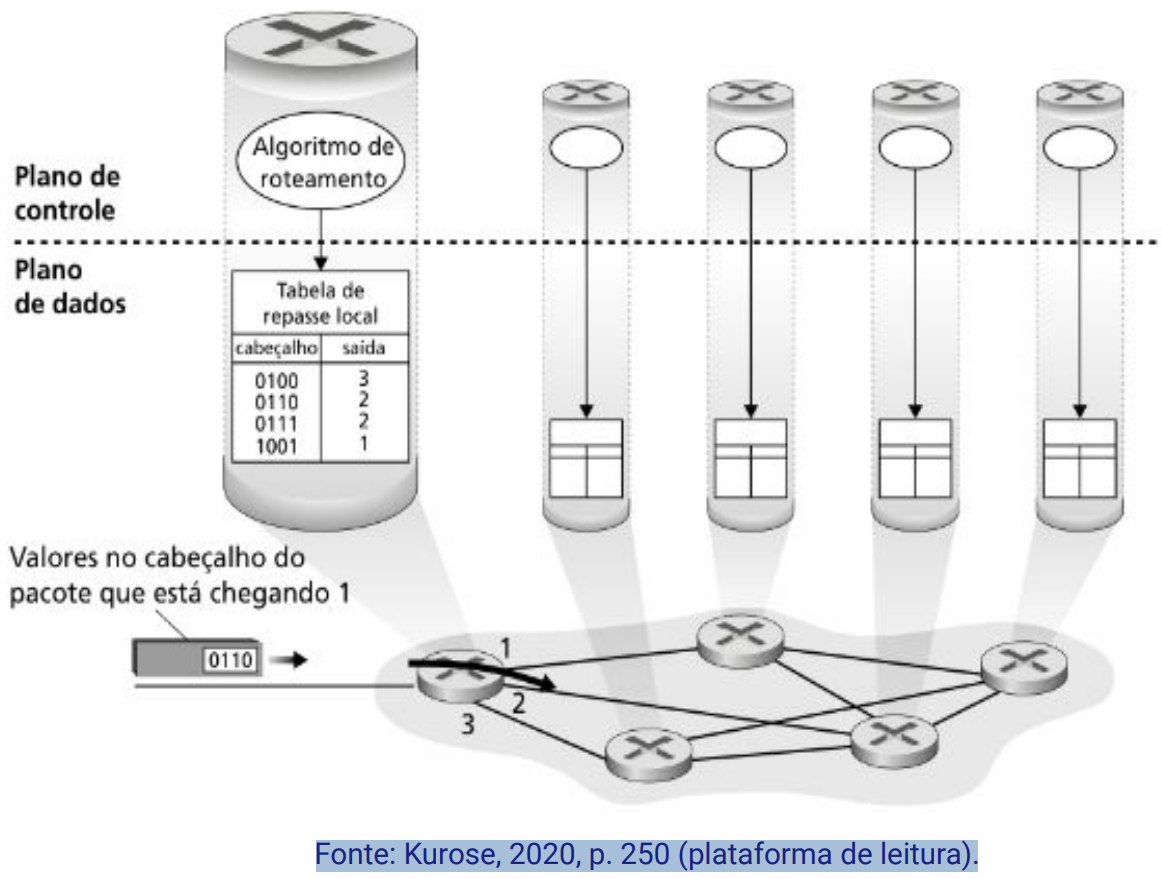 Algoritmo de
roteamento
Plano de
controle
Plano
de dados
Tabela de
repasse local
cabeçalho saída
0100 3
0110 2
0111 2
1001 1
Valores no cabeçalho do
pacote que está chegando 1
0110
1
2
3
Fonte: Kurose, 2020, p. 250 (plataforma de leitura).